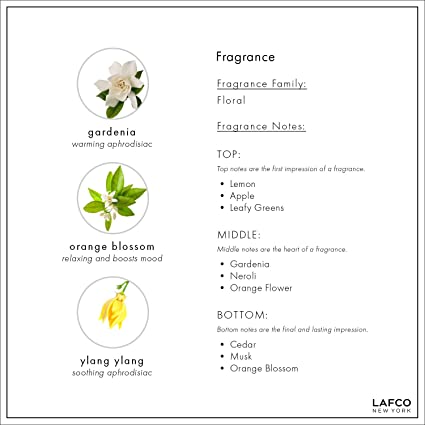 gardenia
warming aphrodisiac
orange blossom
relaxing and boosts mood
ylang ylang
soothing aphrodisiac
Fragrance
Fragrance Family:
Floral
Fragrance Notes:
TOP:
Top notes are the first impression of a fragrance.
• Lemon
• Apple
• Leafy Greens
MIDDLE:
Middle notes are the heart of a fragrance.
• Gardenia
• Neroli
• Orange Flower
BOTTOM:
Bottom notes are the final and lasting impression.
• Cedar
• Musk
• Orange Blossom
LAFCO
NEW YORK